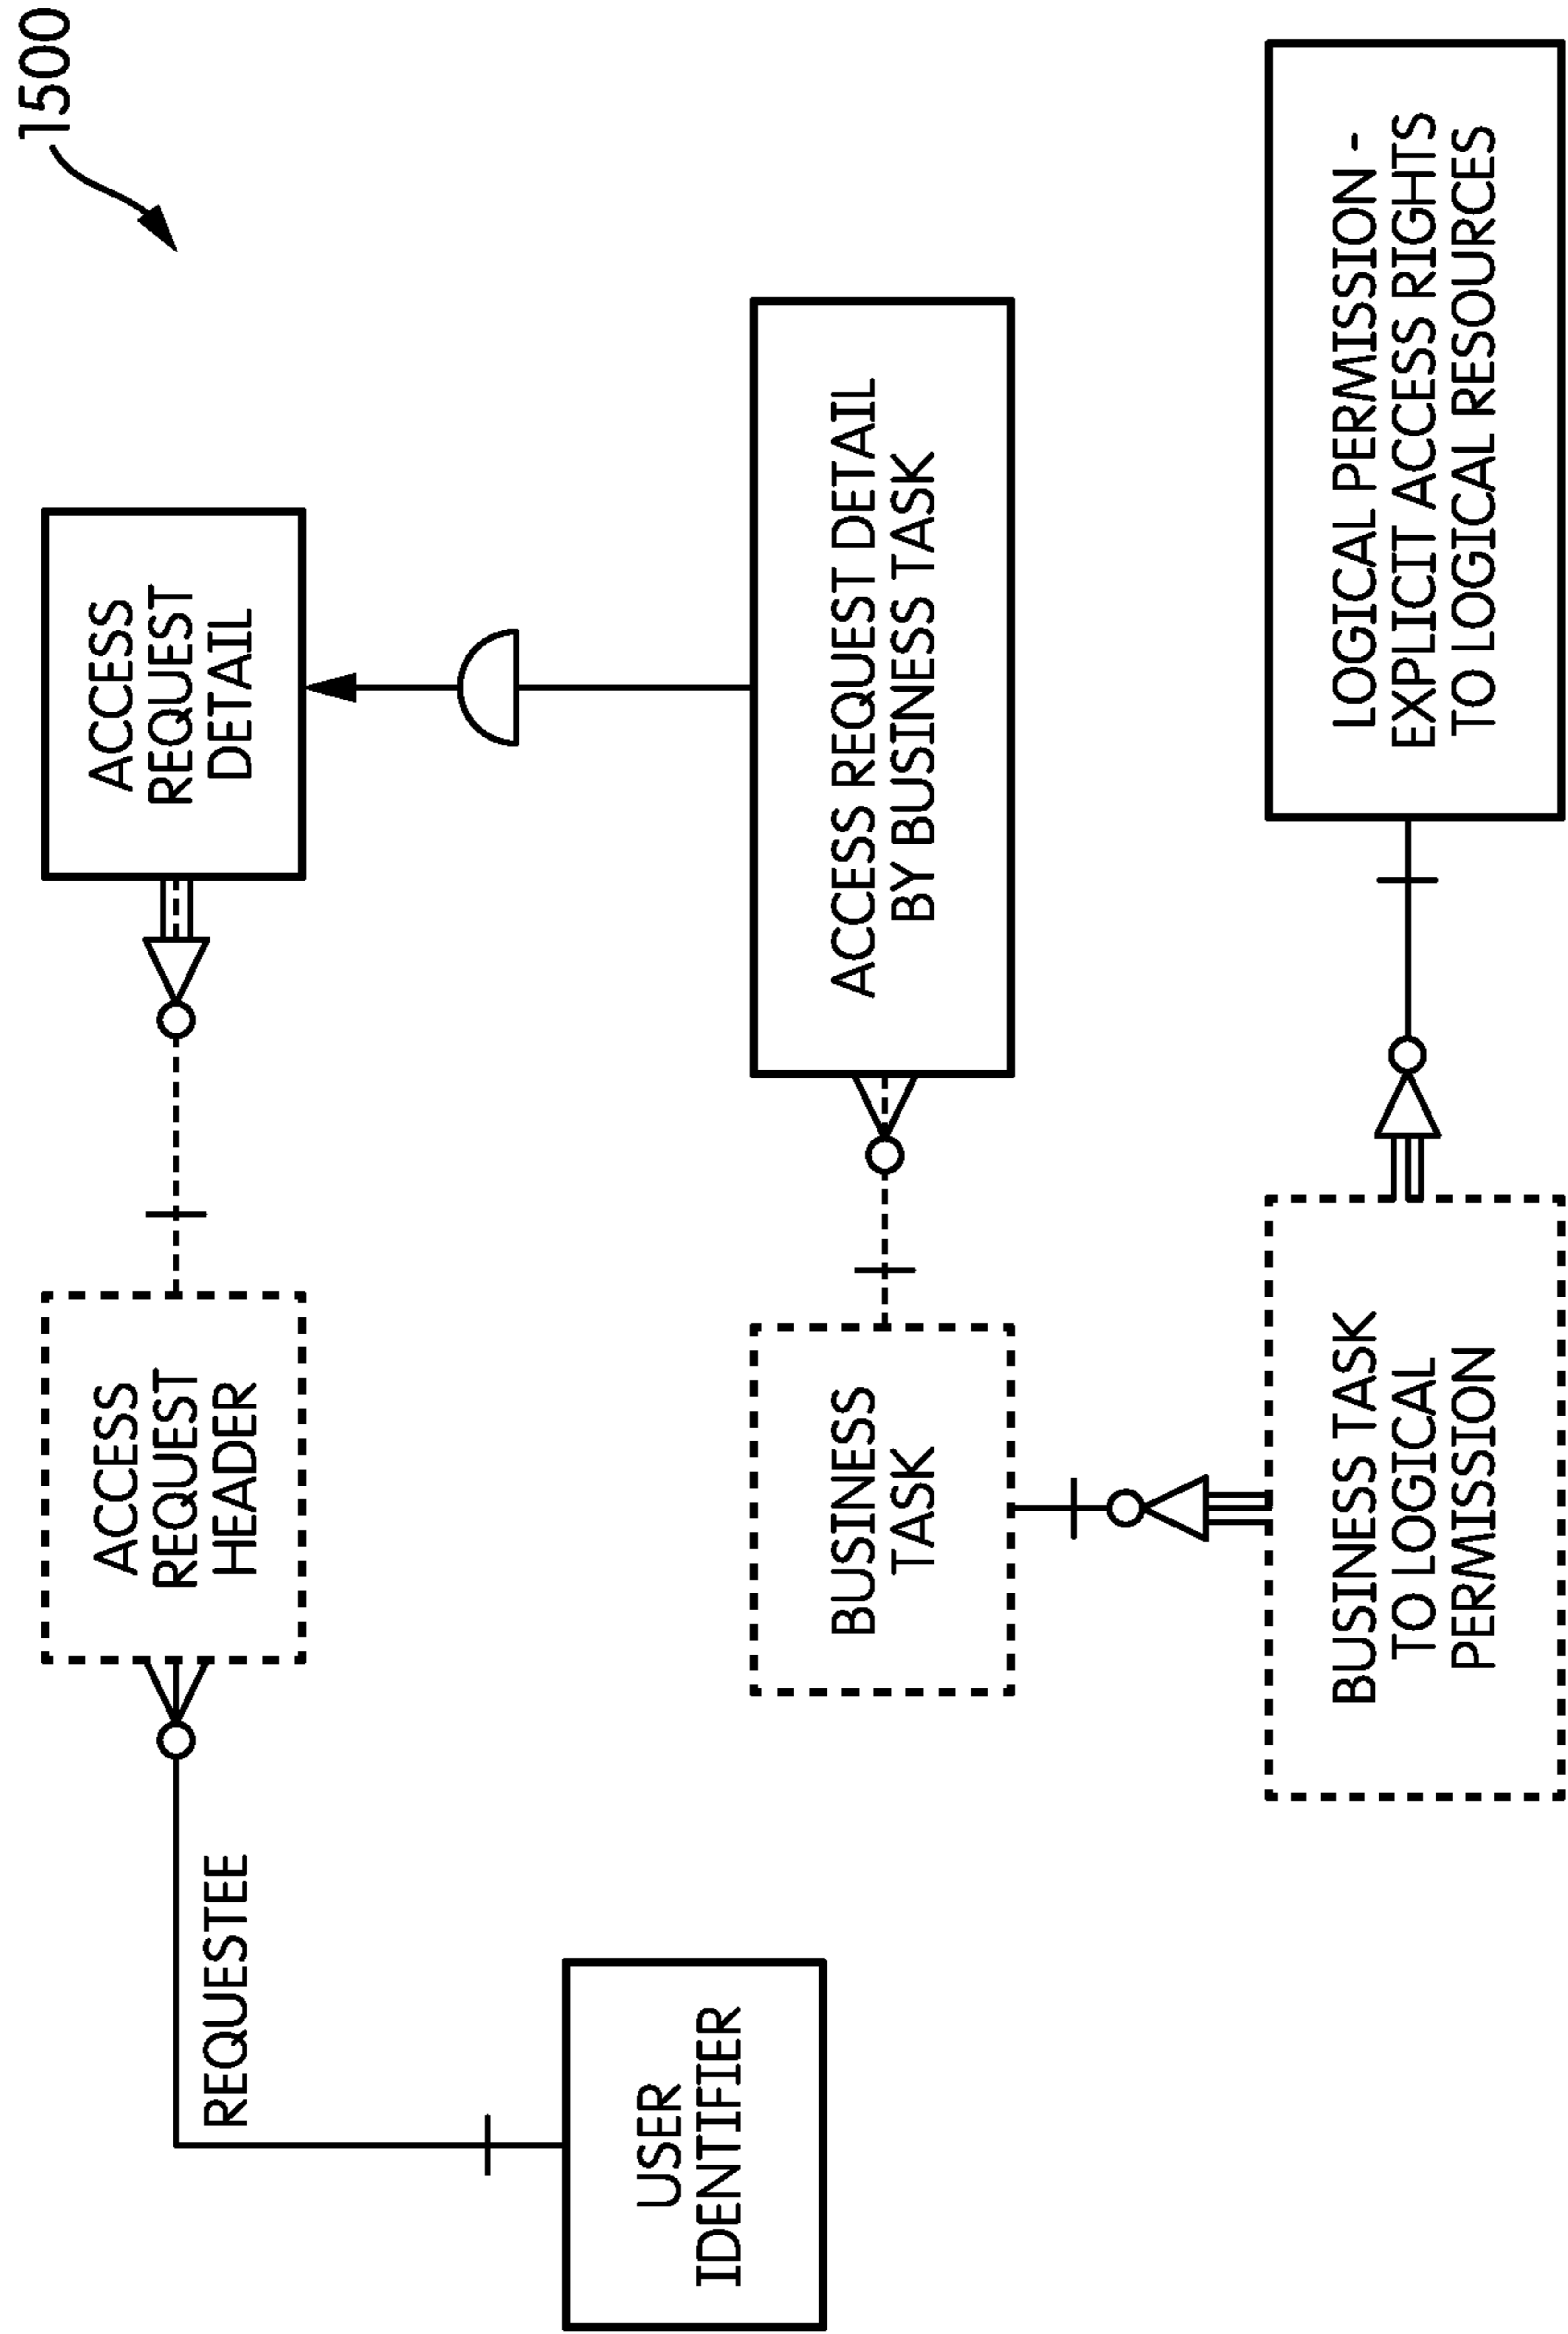 1500
REQUESTEE
ACCESS
REQUEST
HEADER
ACCESS
REQUEST
DETAIL
USER
IDENTIFIER
BUSINESS
TASK
ACCESS REQUEST DETAIL
BY BUSINESS TASK
BUSINESS TASK
TO LOGICAL
PERMISSION
LOGICAL PERMISSION -
EXPLICIT ACCESS RIGHTS
TO LOGICAL RESOURCES